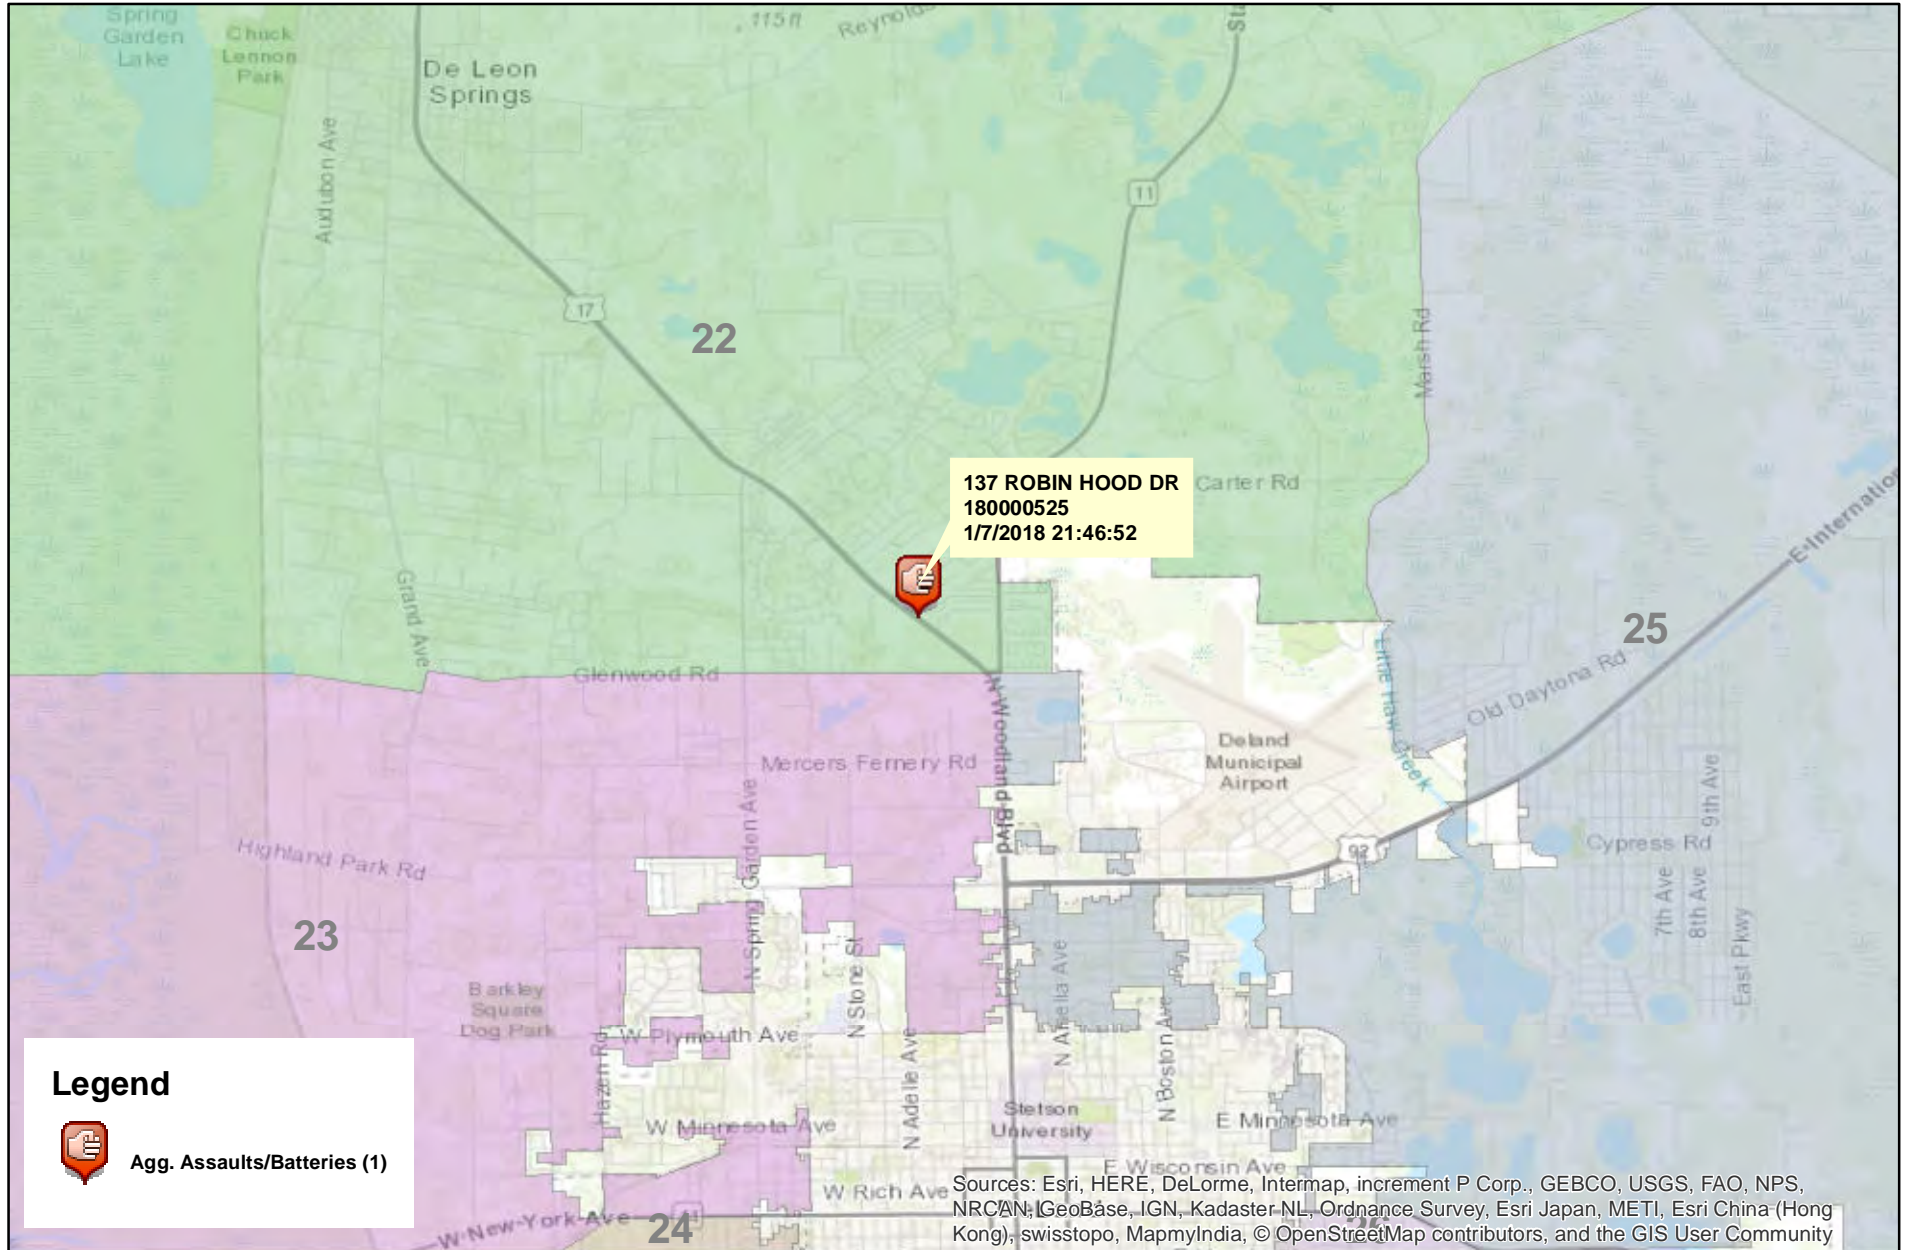 Spring
Garden
Lake
Chuck
Lennon
Park
De Leon
Springs
115 ft
Audubon Ave
11
17
22
Marsh Rd
137 ROBIN HOOD DR
180000525
1/7/2018 21:46:52
Carter Rd
Grand Ave
Glenwood Rd
25
Old Daytona Rd
Little Haw Creek
N Woodland Blvd
Mercers Fernery Rd
Deland
Municipal
Airport
92
9th Ave
Cypress Rd
7th Ave
8th Ave
East Pkwy
Highland Park Rd
23
N Spring Garden Ave
N Stone St
Barkley
Square
Dog Park
W Plymouth Ave
Hazen Rd
N Adelle Ave
N Amelia Ave
N Boston Ave
W Minnesota Ave
Stetson
University
E Minnesota Ave
E Wisconsin Ave
W Rich Ave
W New York Ave
24
Legend
Agg. Assaults/Batteries (1)
Sources: Esri, HERE, DeLorme, Intermap, increment P Corp., GEBCO, USGS, FAO, NPS,
NRCAN, GeoBase, IGN, Kadaster NL, Ordnance Survey, Esri Japan, METI, Esri China (Hong
Kong), swisstopo, MapmyIndia, © OpenStreetMap contributors, and the GIS User Community